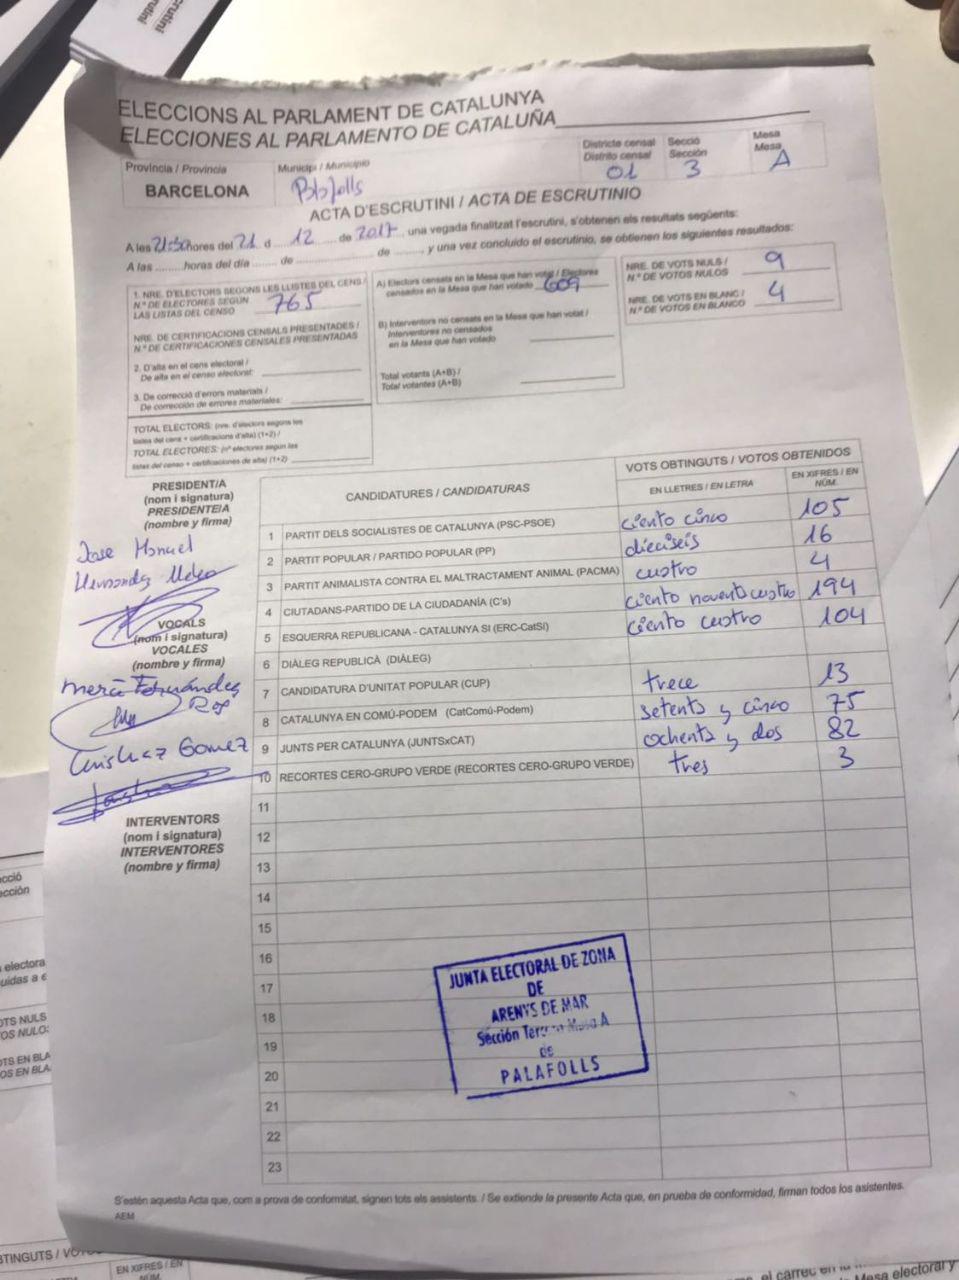 ELECCIONS AL PARLAMENT DE CATALUNYA
ELECCIONES AL PARLAMENTO DE CATALUÑA
Província / Provincia
BARCELONA
Municipi / Municipio
Districte censal
Distrito censal
01
Secció
Sección
3
Mesa
Mesa
A
ACTA D'ESCRUTINI / ACTA DE ESCRUTINIO
A les 21:30 hores del 21 d 12 de 2017, una vegada finalitzat l'escrutini, s'obtenen els resultats següents:
A las ........ horas del día ....... de ...................... de ........, y una vez concluido el escrutinio, se obtienen los siguientes resultados:
1. NRE. D'ELECTORS SEGONS LES LLISTES DEL CENS /
N.º DE ELECTORES SEGÚN
LAS LISTAS DEL CENSO 765
NRE. DE CERTIFICACIONS CENSALS PRESENTADES /
N.º DE CERTIFICACIONES CENSALES PRESENTADAS
2. D'alta en el cens electoral /
De alta en el censo electoral:
3. De correcció d'errors materials /
De corrección de errores materiales:
TOTAL ELECTORS: (nre. d'electors segons les
llistes del cens + certificacions d'alta) (1+2) /
TOTAL ELECTORES: (nº electores según las
listas del censo + certificaciones de alta) (1+2)
A) Electors censats en la Mesa que han votat / Electores
censados en la Mesa que han votado 609
B) Interventors no censats en la Mesa que han votat /
Interventores no censados
en la Mesa que han votado
Total votants (A+B) /
Total votantes (A+B)
NRE. DE VOTS NULS /
N.º DE VOTOS NULOS 9
NRE. DE VOTS EN BLANC /
N.º DE VOTOS EN BLANCO 4
PRESIDENT/A
(nom i signatura)
PRESIDENTE/A
(nombre y firma)
Jose Manuel
VOCALS
(nom i signatura)
VOCALES
(nombre y firma)
Gomez
INTERVENTORS
(nom i signatura)
INTERVENTORES
(nombre y firma)
CANDIDATURES / CANDIDATURAS
VOTS OBTINGUTS / VOTOS OBTENIDOS
EN LLETRES / EN LETRA
EN XIFRES / EN
NÚM.
1 PARTIT DELS SOCIALISTES DE CATALUNYA (PSC-PSOE) ciento cinco 105
2 PARTIT POPULAR / PARTIDO POPULAR (PP) dieciseis 16
3 PARTIT ANIMALISTA CONTRA EL MALTRACTAMENT ANIMAL (PACMA) cuatro 4
4 CIUTADANS-PARTIDO DE LA CIUDADANÍA (C's) ciento noventa cuatro 194
5 ESQUERRA REPUBLICANA - CATALUNYA SI (ERC-CatSI) ciento cuatro 104
6 DIÀLEG REPUBLICÀ (DIÀLEG)
7 CANDIDATURA D'UNITAT POPULAR (CUP) trece 13
8 CATALUNYA EN COMÚ-PODEM (CatComú-Podem) setenta y cinco 75
9 JUNTS PER CATALUNYA (JUNTSxCAT) ochenta y dos 82
10 RECORTES CERO-GRUPO VERDE (RECORTES CERO-GRUPO VERDE) tres 3
11
12
13
14
15
16
17
18
19
20
21
22
23
JUNTA ELECTORAL DE ZONA
DE
ARENYS DE MAR
Sección Tercera Mesa A
de
PALAFOLLS
S'estén aquesta Acta que, com a prova de conformitat, signen tots els assistents. / Se extiende la presente Acta que, en prueba de conformidad, firman todos los asistentes.
AEM